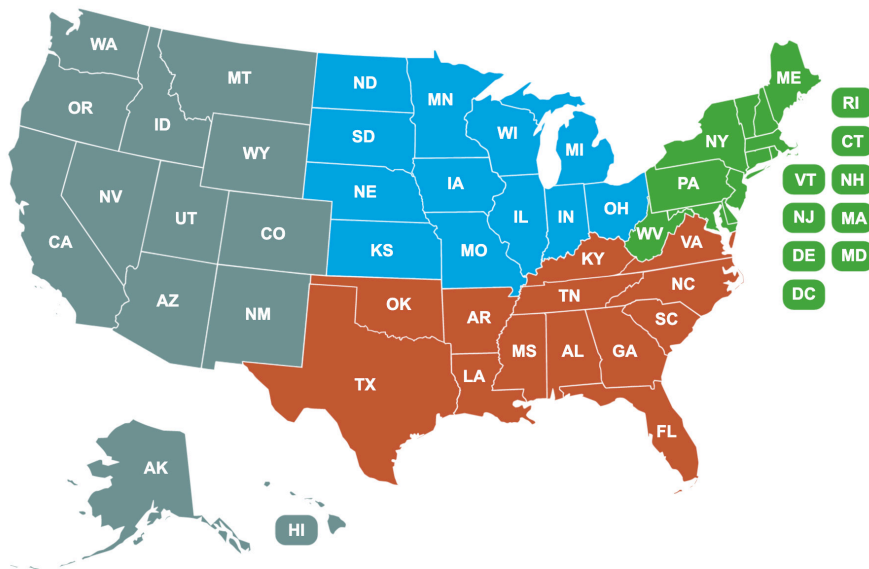 WA
MT
ND
MN
ME
OR
ID
SD
WI
MI
NY
RI
WY
CT
NV
NE
IA
PA
VT
NH
UT
CO
IL
IN
OH
NJ
MA
CA
KS
MO
WV
VA
KY
DE
MD
AZ
NM
OK
AR
TN
NC
DC
SC
MS
AL
GA
TX
LA
FL
AK
HI